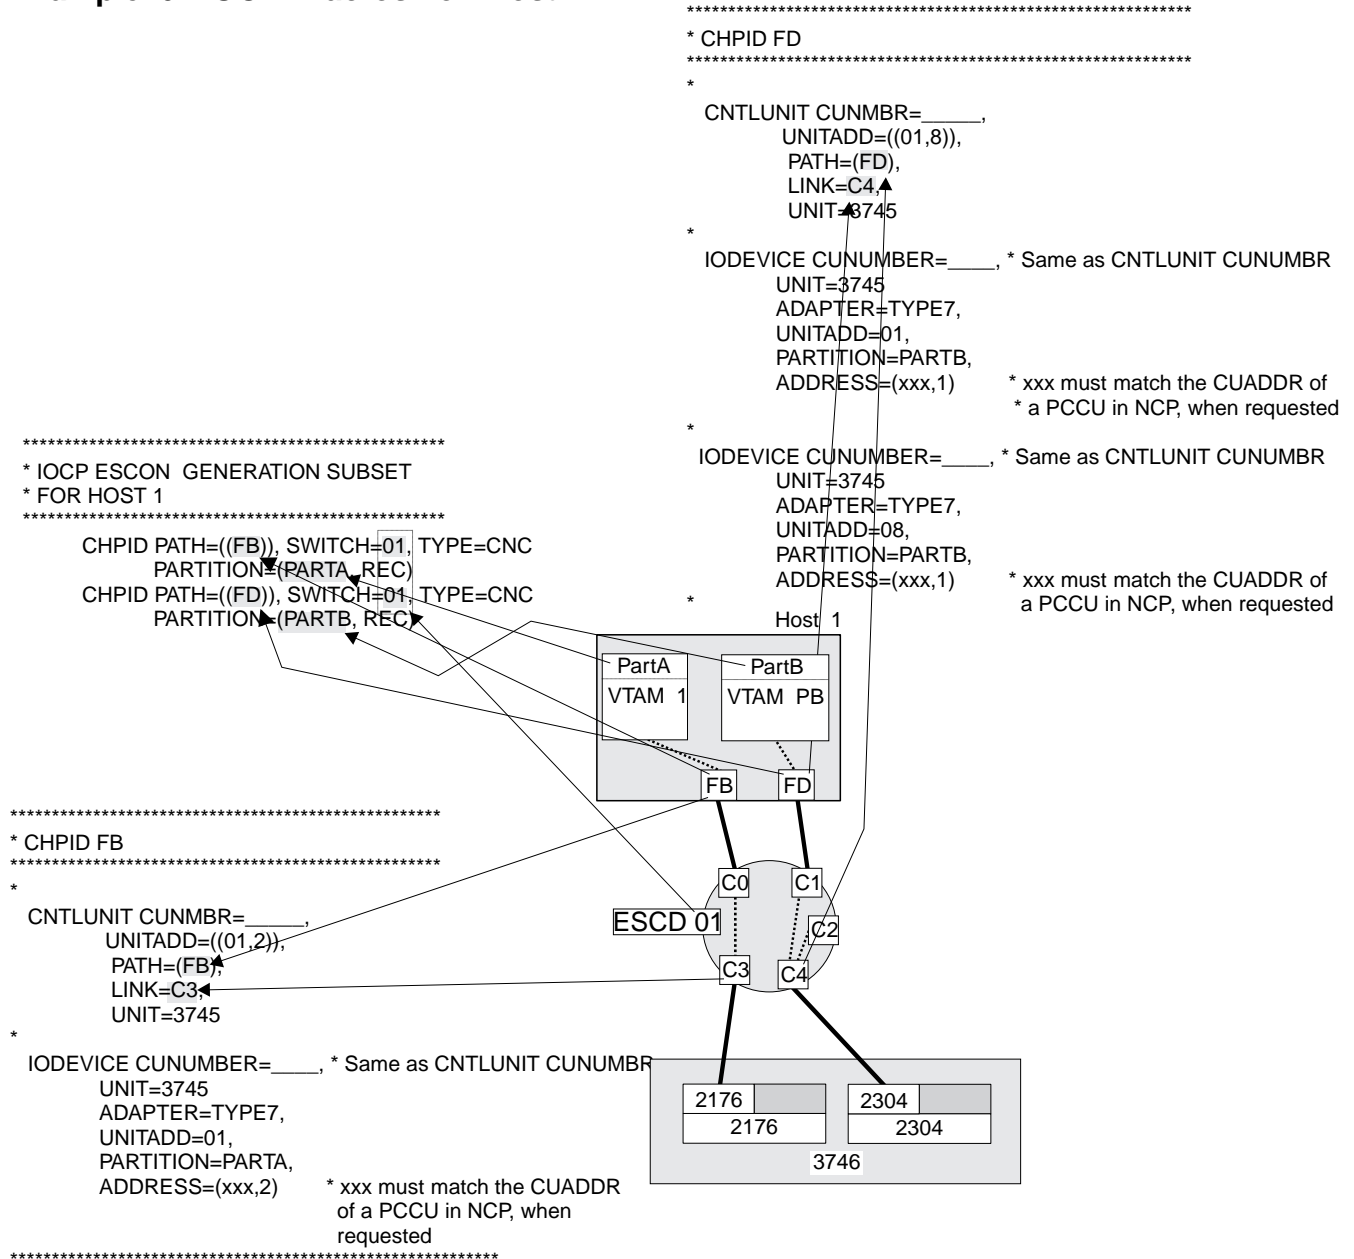 ************************************************************
* CHPID FD
************************************************************
*
CNTLUNIT CUNMBR=_____,
UNITADD=((01,8)),
PATH=(FD),
LINK=C4,
UNIT=3745
*
IODEVICE CUNUMBER=____, * Same as CNTLUNIT CUNUMBR
UNIT=3745
ADAPTER=TYPE7,
UNITADD=01,
PARTITION=PARTB,
ADDRESS=(xxx,1) * xxx must match the CUADDR of
* a PCCU in NCP, when requested
*
IODEVICE CUNUMBER=____, * Same as CNTLUNIT CUNUMBR
UNIT=3745
ADAPTER=TYPE7,
UNITADD=08,
PARTITION=PARTB,
ADDRESS=(xxx,1) * xxx must match the CUADDR of
a PCCU in NCP, when requested
*
**************************************************
* IOCP ESCON GENERATION SUBSET
* FOR HOST 1
**************************************************
CHPID PATH=((FB)), SWITCH=01, TYPE=CNC
PARTITION=(PARTA, REC)
CHPID PATH=((FD)), SWITCH=01, TYPE=CNC
PARTITION=(PARTB, REC)
Host 1
PartA
PartB
VTAM 1
VTAM PB
FB
FD
C0
C1
ESCD 01
C2
C3
C4
***************************************************
* CHPID FB
***************************************************
*
CNTLUNIT CUNMBR=_____,
UNITADD=((01,2)),
PATH=(FB),
LINK=C3,
UNIT=3745
*
IODEVICE CUNUMBER=____, * Same as CNTLUNIT CUNUMBR
UNIT=3745
ADAPTER=TYPE7,
UNITADD=01,
PARTITION=PARTA,
ADDRESS=(xxx,2) * xxx must match the CUADDR
of a PCCU in NCP, when
requested
**********************************************************
2176
2304
2176
2304
3746